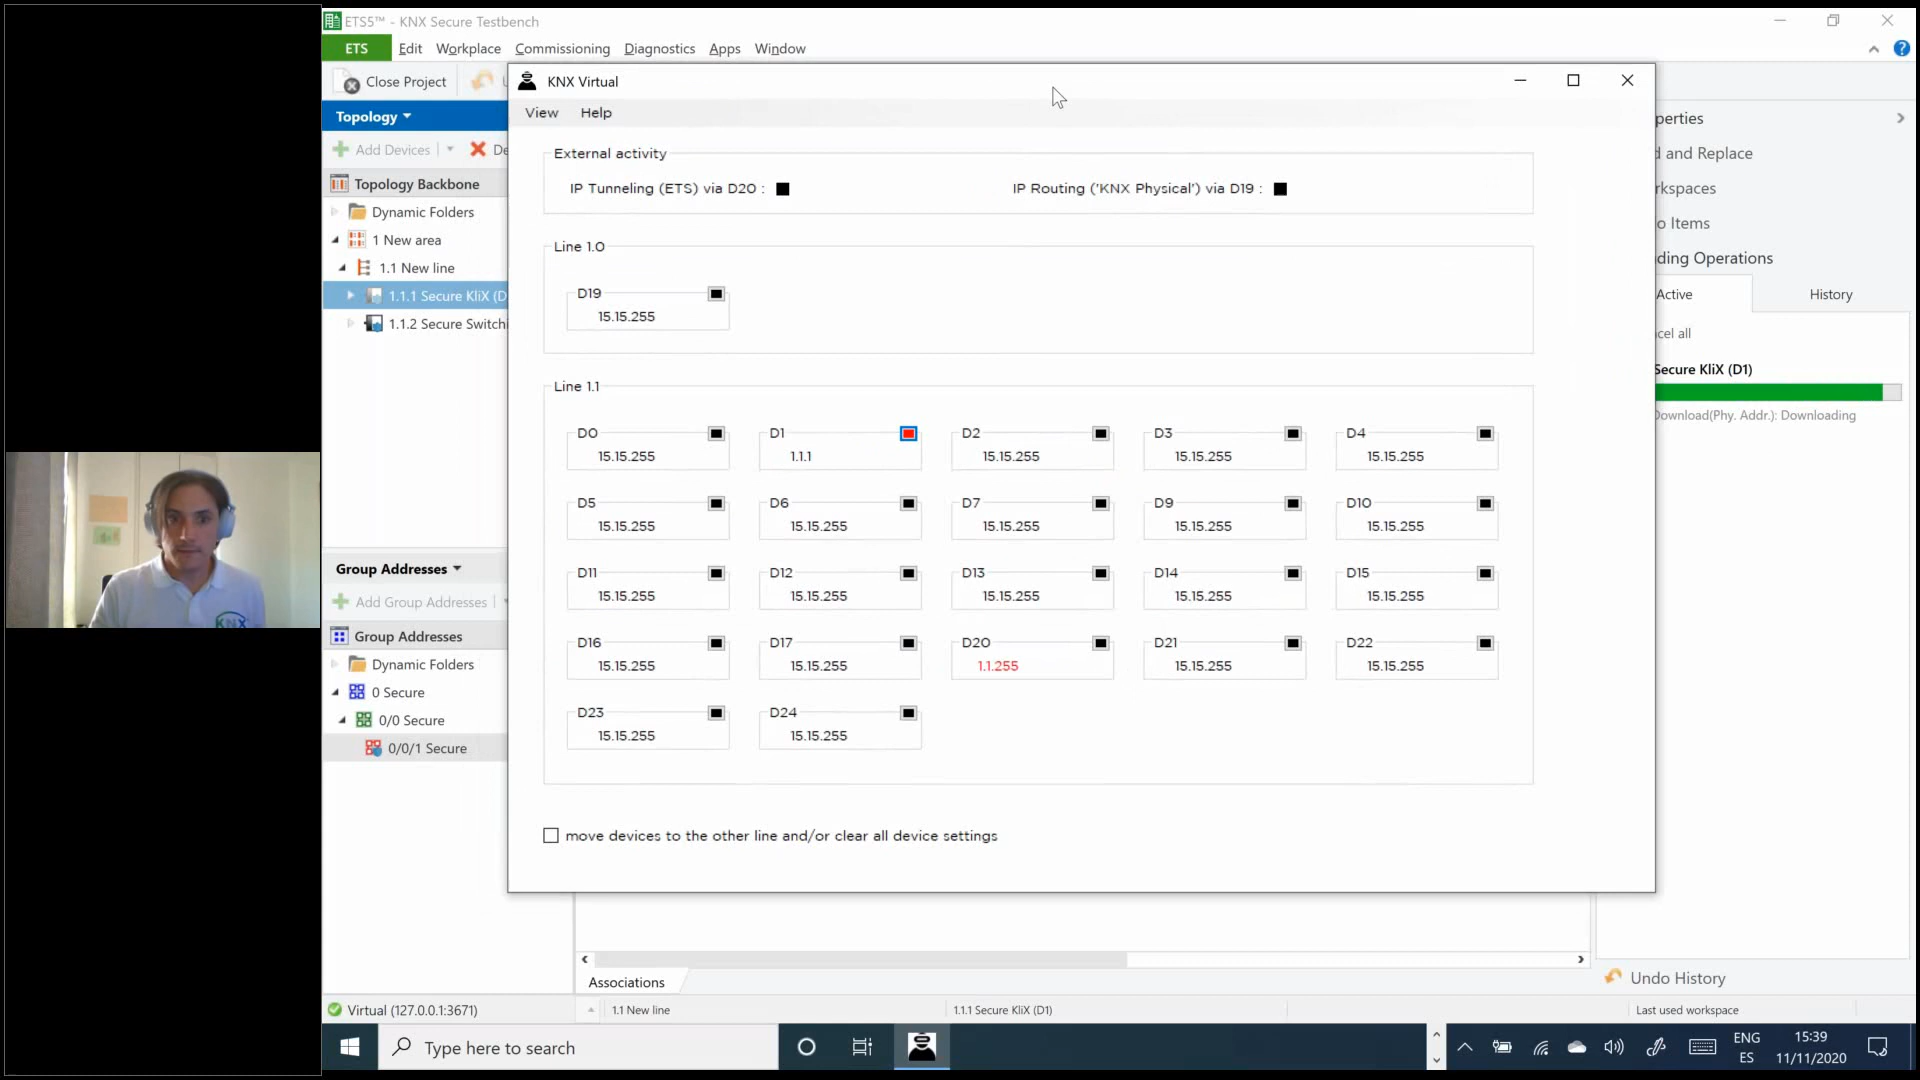 ETS5™ - KNX Secure Testbench
ETS Edit Workplace Commissioning Diagnostics Apps Window
Close Project
KNX Virtual
View Help
Topology
Add Devices
Topology Backbone
Dynamic Folders
1 New area
1.1 New line
1.1.1 Secure KliX (D
1.1.2 Secure Switchi
External activity
IP Tunneling (ETS) via D20 :
IP Routing ('KNX Physical') via D19 :
Line 1.0
D19
15.15.255
Line 1.1
D0 D1 D2 D3 D4
15.15.255 1.1.1 15.15.255 15.15.255 15.15.255
D5 D6 D7 D9 D10
15.15.255 15.15.255 15.15.255 15.15.255 15.15.255
D11 D12 D13 D14 D15
15.15.255 15.15.255 15.15.255 15.15.255 15.15.255
D16 D17 D20 D21 D22
15.15.255 15.15.255 1.1.255 15.15.255 15.15.255
D23 D24
15.15.255 15.15.255
move devices to the other line and/or clear all device settings
Group Addresses
Add Group Addresses
Group Addresses
Dynamic Folders
0 Secure
0/0 Secure
0/0/1 Secure
perties
d and Replace
rkspaces
o Items
ding Operations
Active History
cel all
Secure KliX (D1)
Download(Phy. Addr.): Downloading
Undo History
Associations
Virtual (127.0.0.1:3671)
1.1 New line
1.1.1 Secure KliX (D1)
Last used workspace
Type here to search
ENG
ES
15:39
11/11/2020
KNX